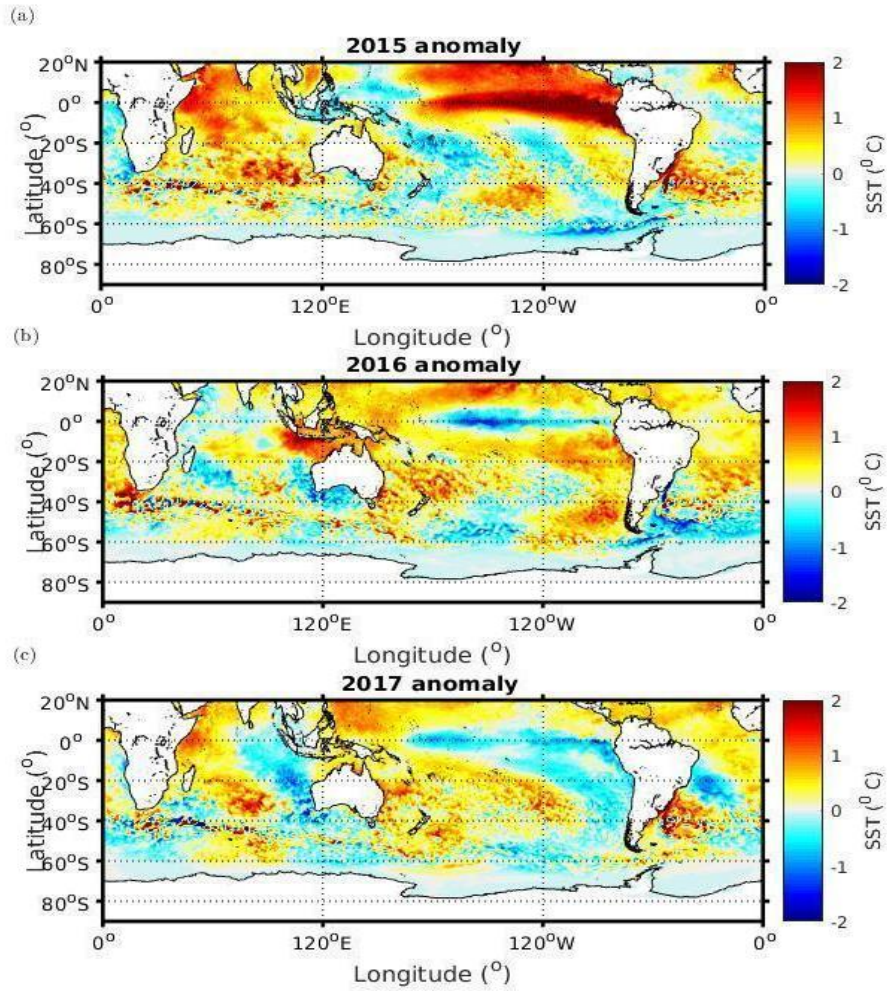 (a)
2015 anomaly
20°N
0°
20°S
40°S
60°S
80°S
Latitude (°)
0° 120°E 120°W 0°
Longitude (°)
2
1
0
-1
-2
SST (⁰ C)
(b)
2016 anomaly
20°N
0°
20°S
40°S
60°S
80°S
Latitude (°)
0° 120°E 120°W 0°
Longitude (°)
2
1
0
-1
-2
SST (⁰ C)
(c)
2017 anomaly
20°N
0°
20°S
40°S
60°S
80°S
Latitude (°)
0° 120°E 120°W 0°
Longitude (°)
2
1
0
-1
-2
SST (⁰ C)